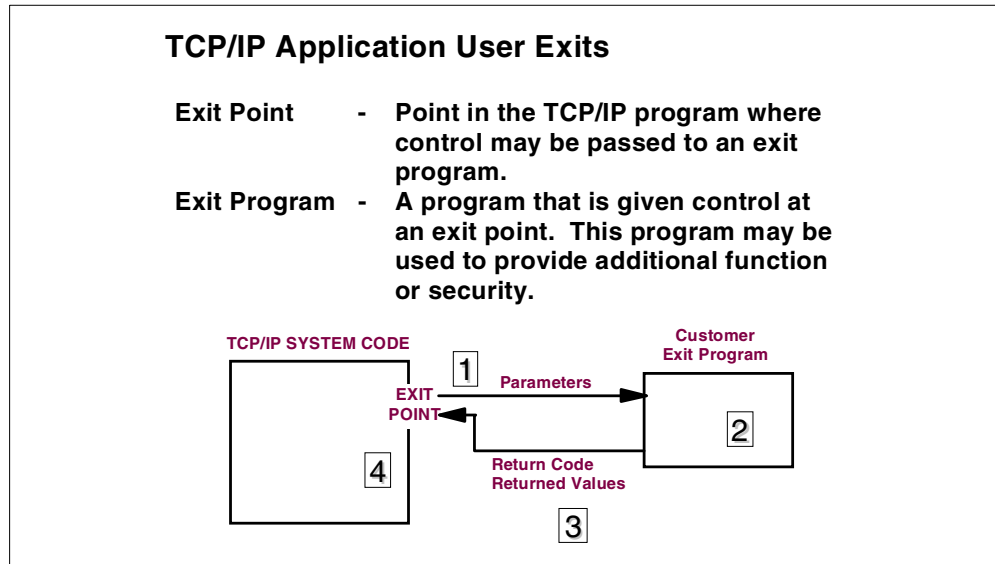 TCP/IP Application User Exits
Exit Point - Point in the TCP/IP program where
control may be passed to an exit
program.
Exit Program - A program that is given control at
an exit point. This program may be
used to provide additional function
or security.
TCP/IP SYSTEM CODE
Customer
Exit Program
1
Parameters
EXIT
POINT
2
4
Return Code
Returned Values
3